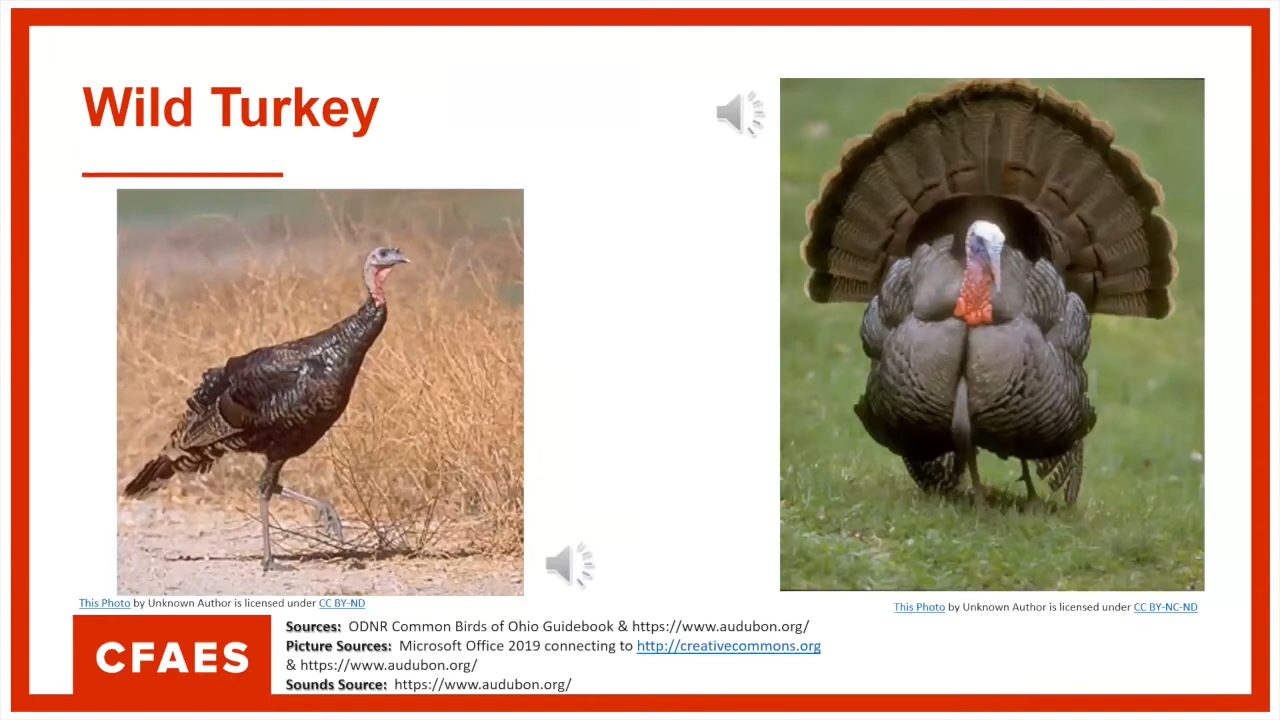 Wild Turkey
This Photo by Unknown Author is licensed under CC BY-ND
This Photo by Unknown Author is licensed under CC BY-NC-ND
CFAES
Sources: ODNR Common Birds of Ohio Guidebook & https://www.audubon.org/
Picture Sources: Microsoft Office 2019 connecting to http://creativecommons.org
& https://www.audubon.org/
Sounds Source: https://www.audubon.org/